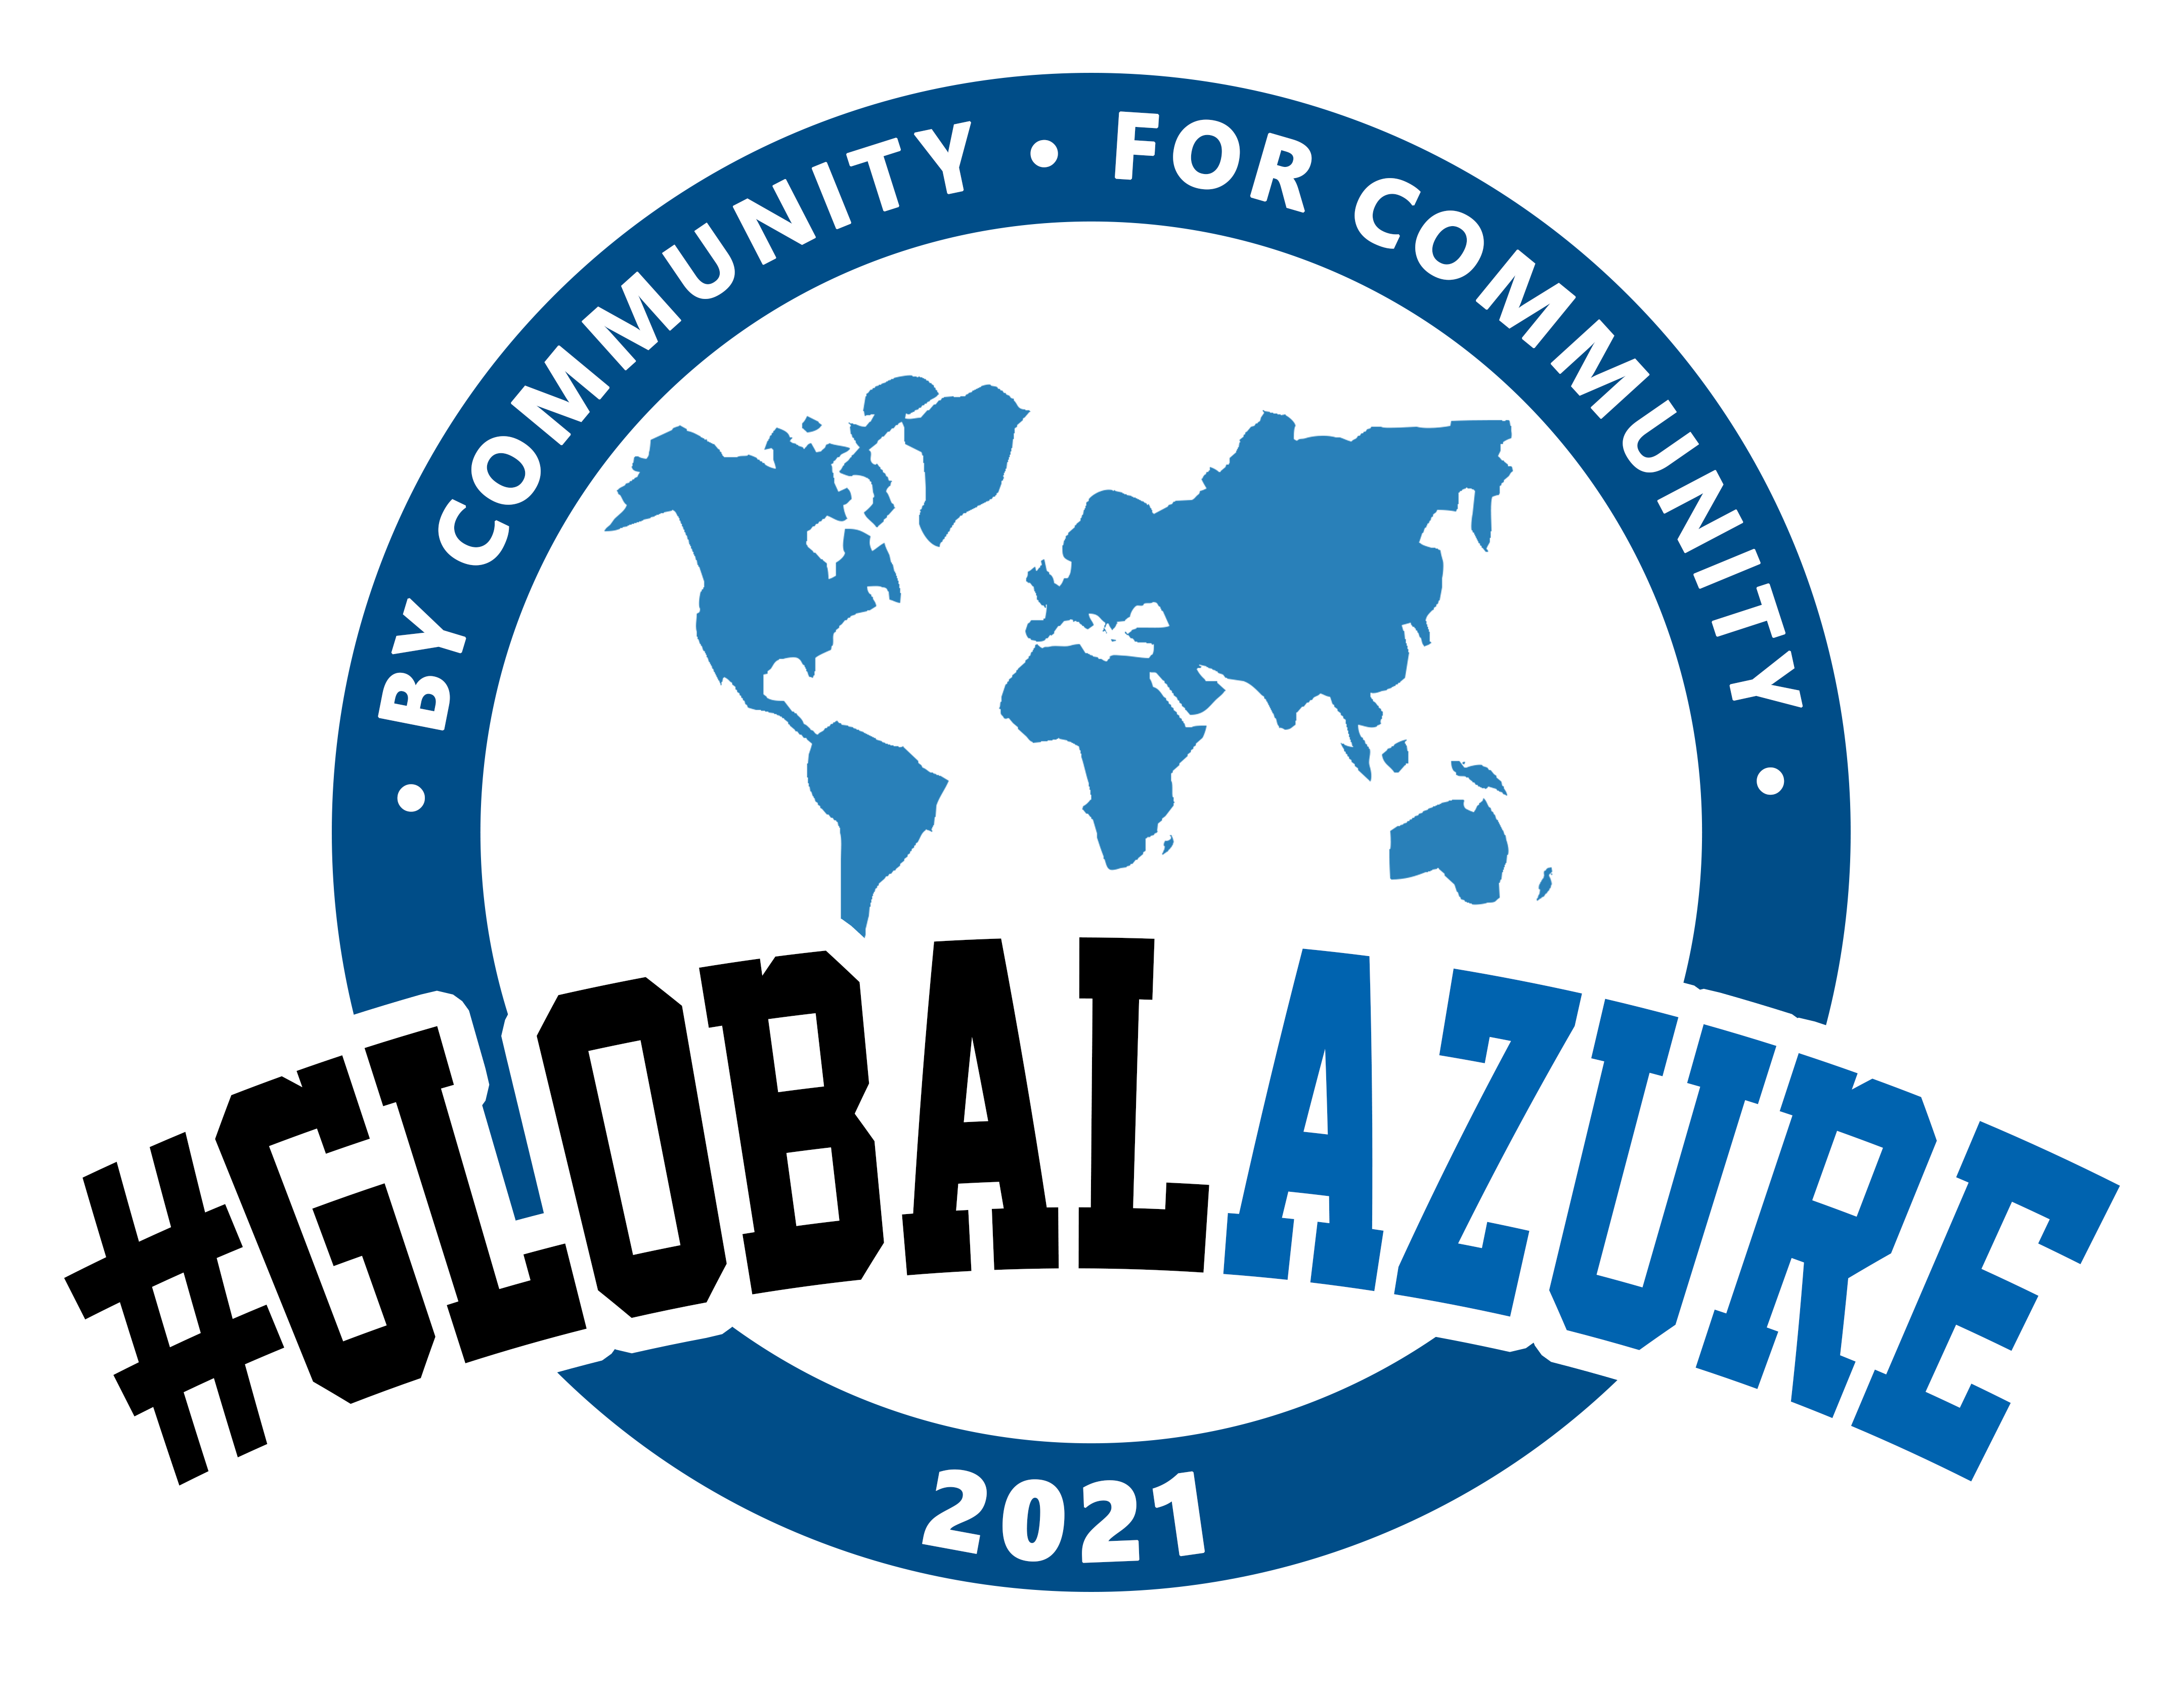 • BY COMMUNITY • FOR COMMUNITY •
#GLOBALAZURE
2021